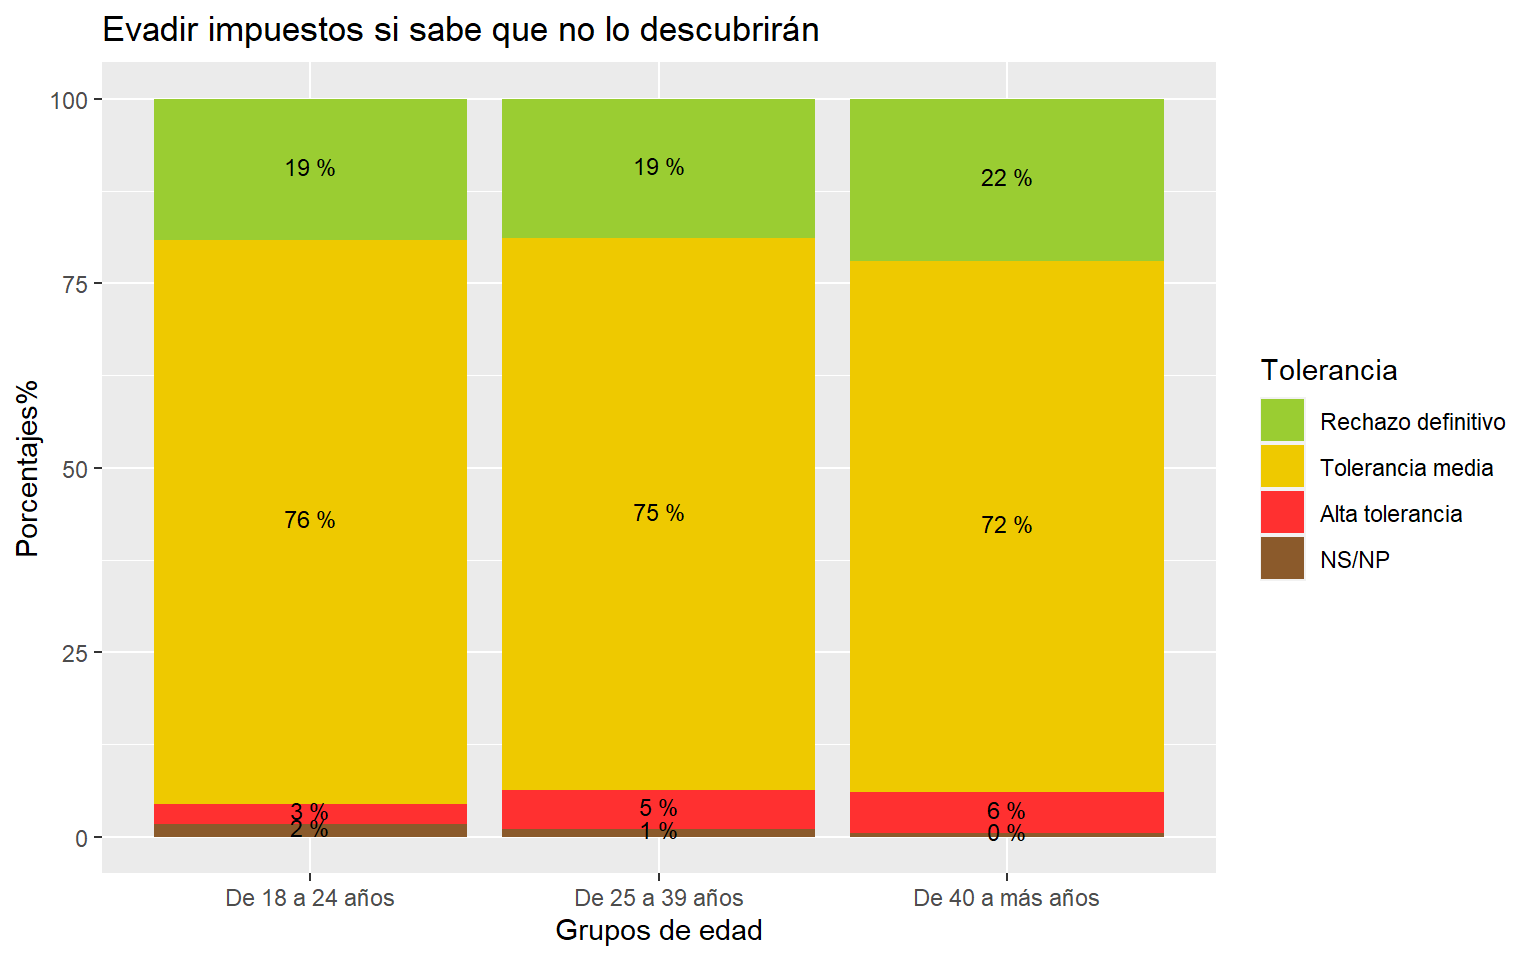 Evadir impuestos si sabe que no lo descubrirán
Porcentajes%
100
75
50
25
0
19 %
19 %
22 %
76 %
75 %
72 %
3 %
5 %
6 %
2 %
1 %
0 %
De 18 a 24 años
De 25 a 39 años
De 40 a más años
Grupos de edad
Tolerancia
Rechazo definitivo
Tolerancia media
Alta tolerancia
NS/NP